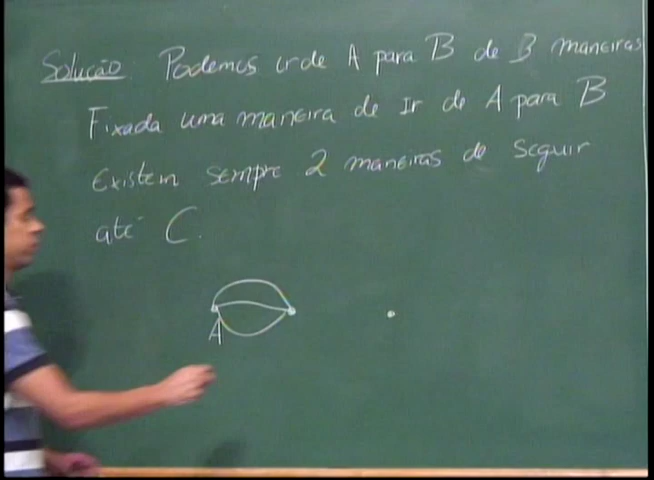 Solução: Podemos ir de A para B de 3 maneiras
Fixada uma maneira de Ir de A para B
Existem sempre 2 maneiras de seguir
até C.
A